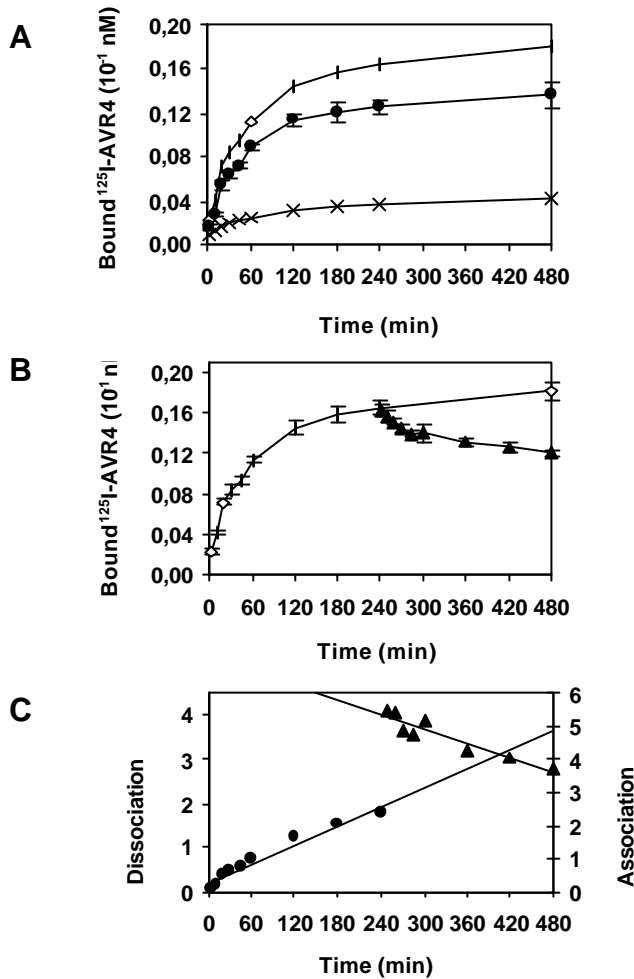 A
Bound ¹²⁵I-AVR4 (10⁻¹ nM)
0,20
0,16
0,12
0,08
0,04
0,00
0 60 120 180 240 300 360 420 480
Time (min)
B
Bound ¹²⁵I-AVR4 (10⁻¹ n
0,20
0,16
0,12
0,08
0,04
0,00
0 60 120 180 240 300 360 420 480
Time (min)
C
Dissociation
4
3
2
1
0
6
5
4
3
2
1
0
Association
0 60 120 180 240 300 360 420 480
Time (min)